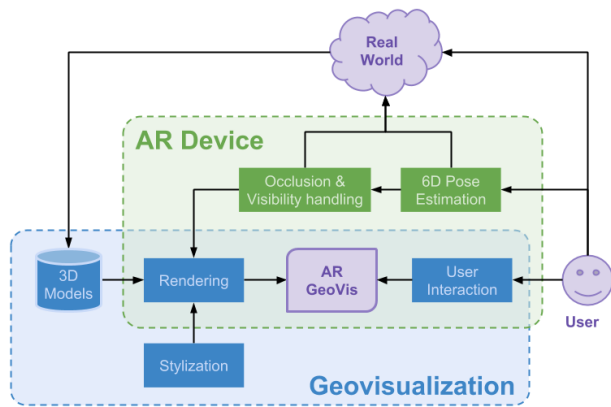 Real
World
AR Device
Occlusion &
Visibility handling
6D Pose
Estimation
3D
Models
Rendering
AR
GeoVis
User
Interaction
User
Stylization
Geovisualization